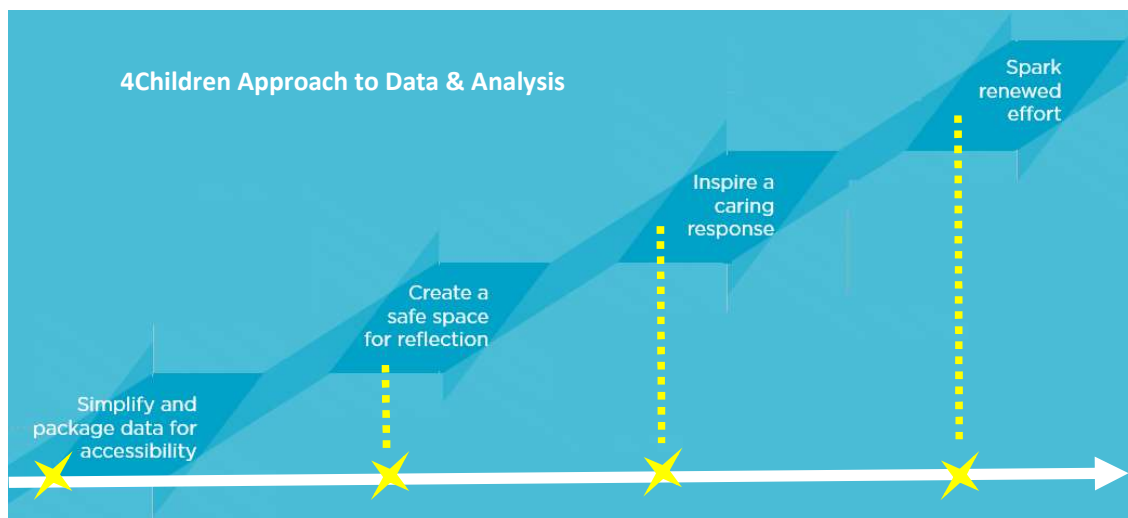 4Children Approach to Data & Analysis
Spark
renewed
effort
Inspire a
caring
response
Create a
safe space
for reflection
Simplify and
package data for
accessibility